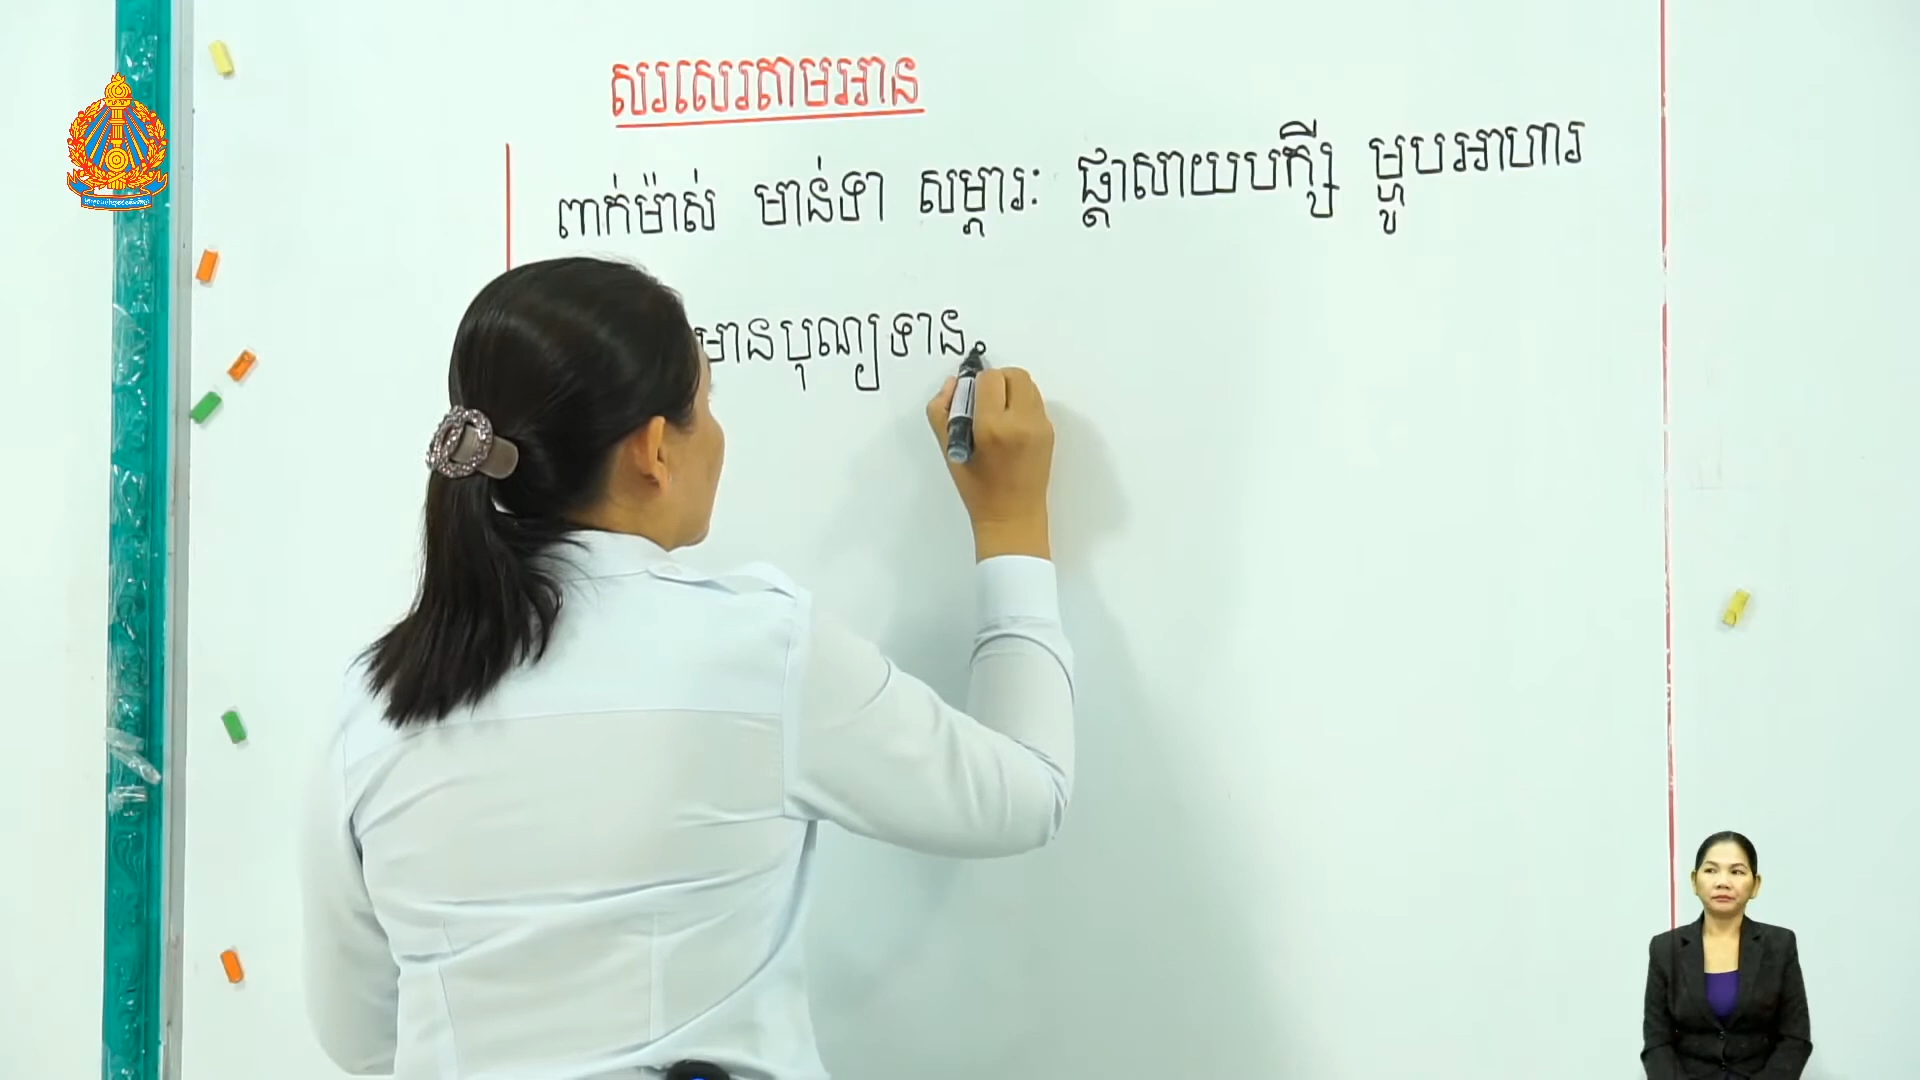 សរសេរតាមអាន
ពាក់ម៉ាស់ មាន់ទា សម្ភារៈ ផ្ដាសាយបក្សី ម្ហូបអាហារ
មានបុណ្យទាន